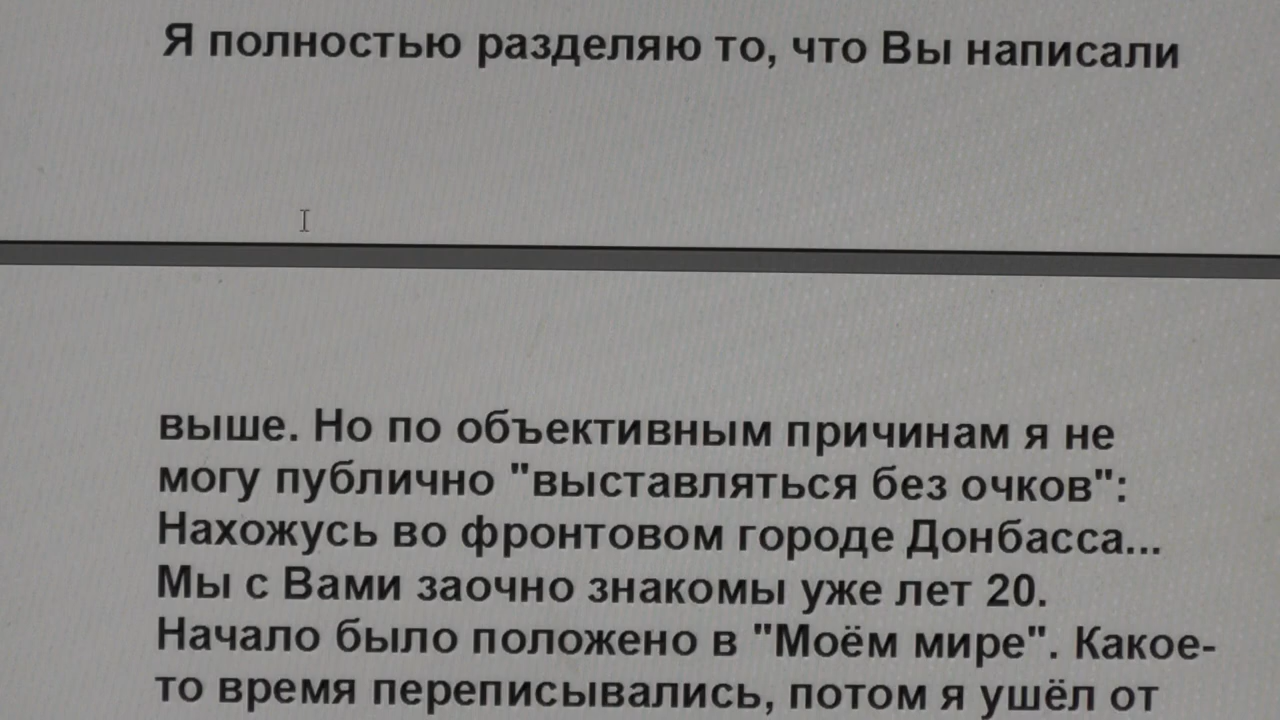 Я полностью разделяю то, что Вы написали
выше. Но по объективным причинам я не
могу публично "выставляться без очков":
Нахожусь во фронтовом городе Донбасса...
Мы с Вами заочно знакомы уже лет 20.
Начало было положено в "Моём мире". Какое-
то время переписывались, потом я ушёл от